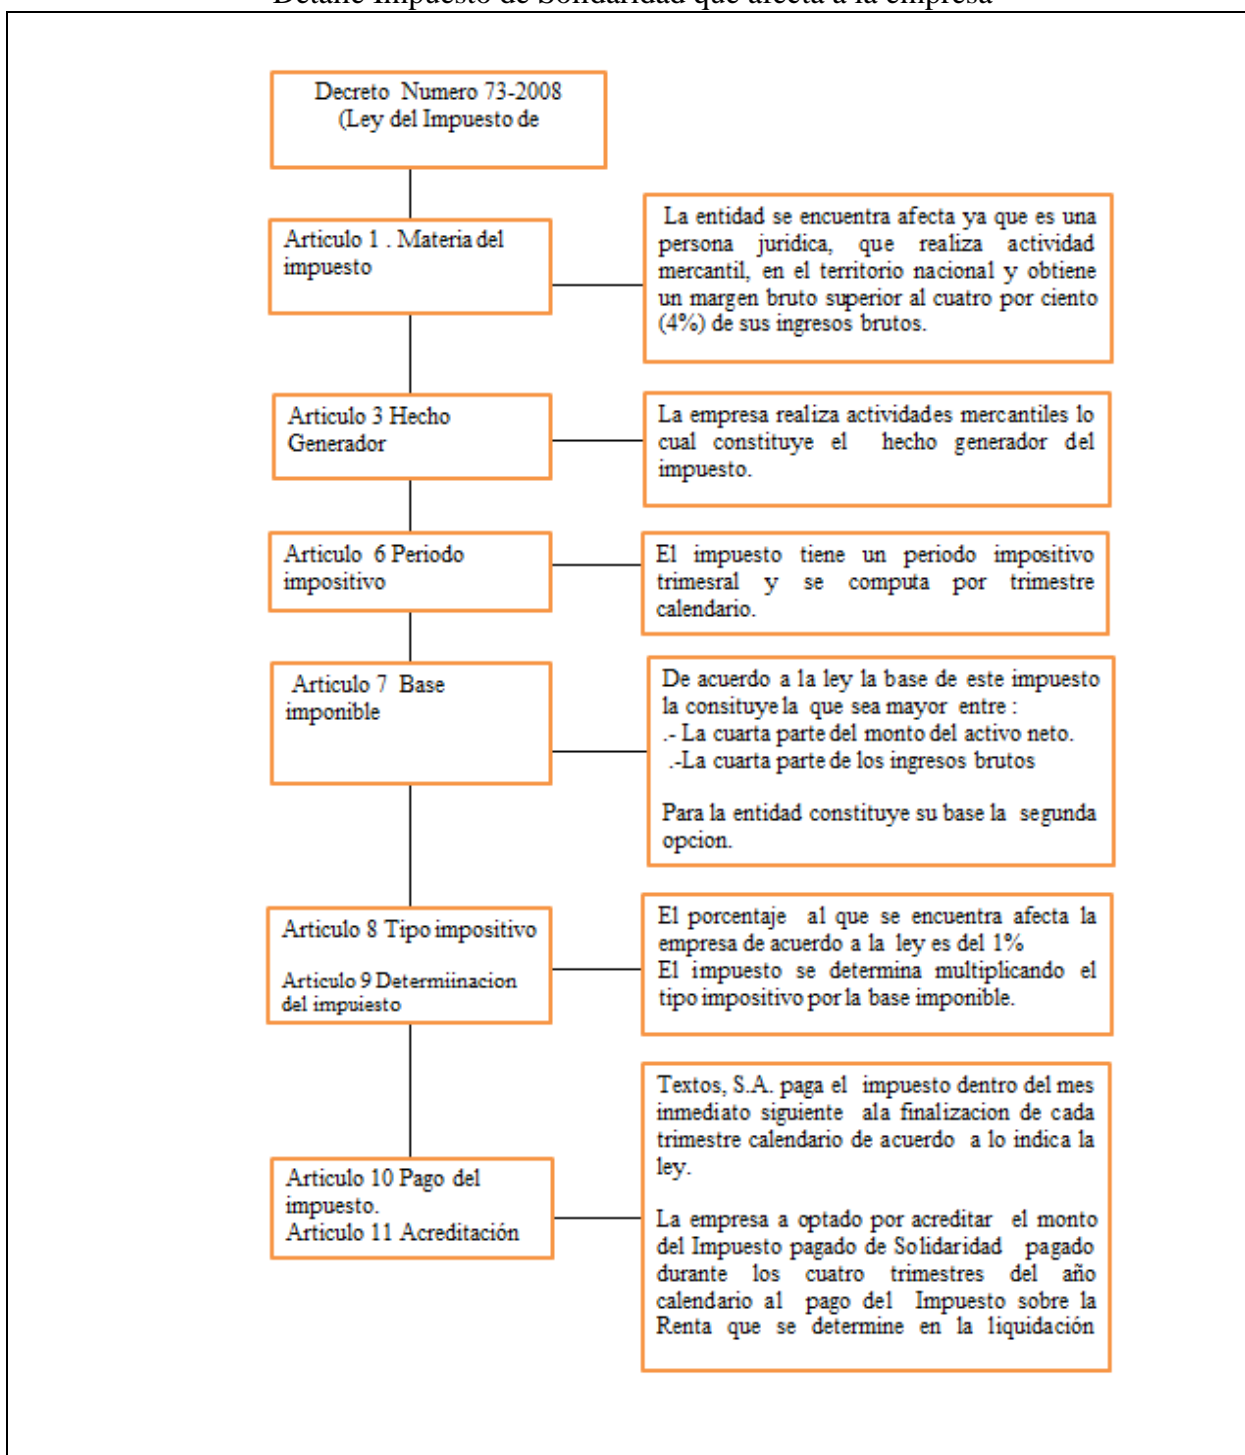 Detalle Impuesto de Solidaridad que afecta a la empresa
Decreto Numero 73-2008
(Ley del Impuesto de
Articulo 1 . Materia del
impuesto
La entidad se encuentra afecta ya que es una
persona juridica, que realiza actividad
mercantil, en el territorio nacional y obtiene
un margen bruto superior al cuatro por ciento
(4%) de sus ingresos brutos.
Articulo 3 Hecho
Generador
La empresa realiza actividades mercantiles lo
cual constituye el hecho generador del
impuesto.
Articulo 6 Periodo
impositivo
El impuesto tiene un periodo impositivo
trimesral y se computa por trimestre
calendario.
Articulo 7 Base
imponible
De acuerdo a la ley la base de este impuesto
la consituye la que sea mayor entre :
.- La cuarta parte del monto del activo neto.
.-La cuarta parte de los ingresos brutos
Para la entidad constituye su base la segunda
opcion.
Articulo 8 Tipo impositivo
Articulo 9 Determiinacion
del impuiesto
El porcentaje al que se encuentra afecta la
empresa de acuerdo a la ley es del 1%
El impuesto se determina multiplicando el
tipo impositivo por la base imponible.
Articulo 10 Pago del
impuesto.
Articulo 11 Acreditación
Textos, S.A. paga el impuesto dentro del mes
inmediato siguiente ala finalizacion de cada
trimestre calendario de acuerdo a lo indica la
ley.
La empresa a optado por acreditar el monto
del Impuesto pagado de Solidaridad pagado
durante los cuatro trimestres del año
calendario al pago del Impuesto sobre la
Renta que se determine en la liquidación